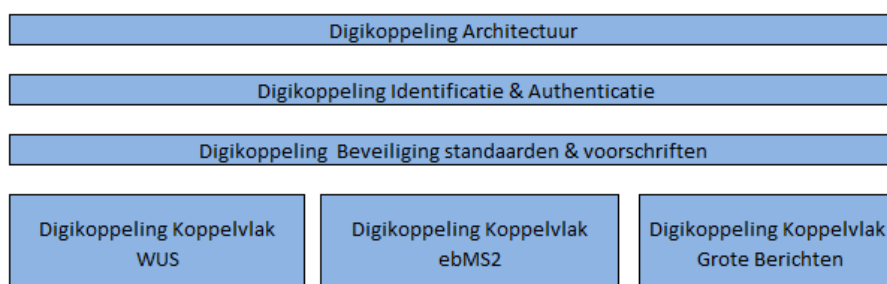 Digikoppeling Architectuur
Digikoppeling Identificatie & Authenticatie
Digikoppeling Beveiliging standaarden & voorschriften
Digikoppeling Koppelvlak
WUS
Digikoppeling Koppelvlak
ebMS2
Digikoppeling Koppelvlak
Grote Berichten